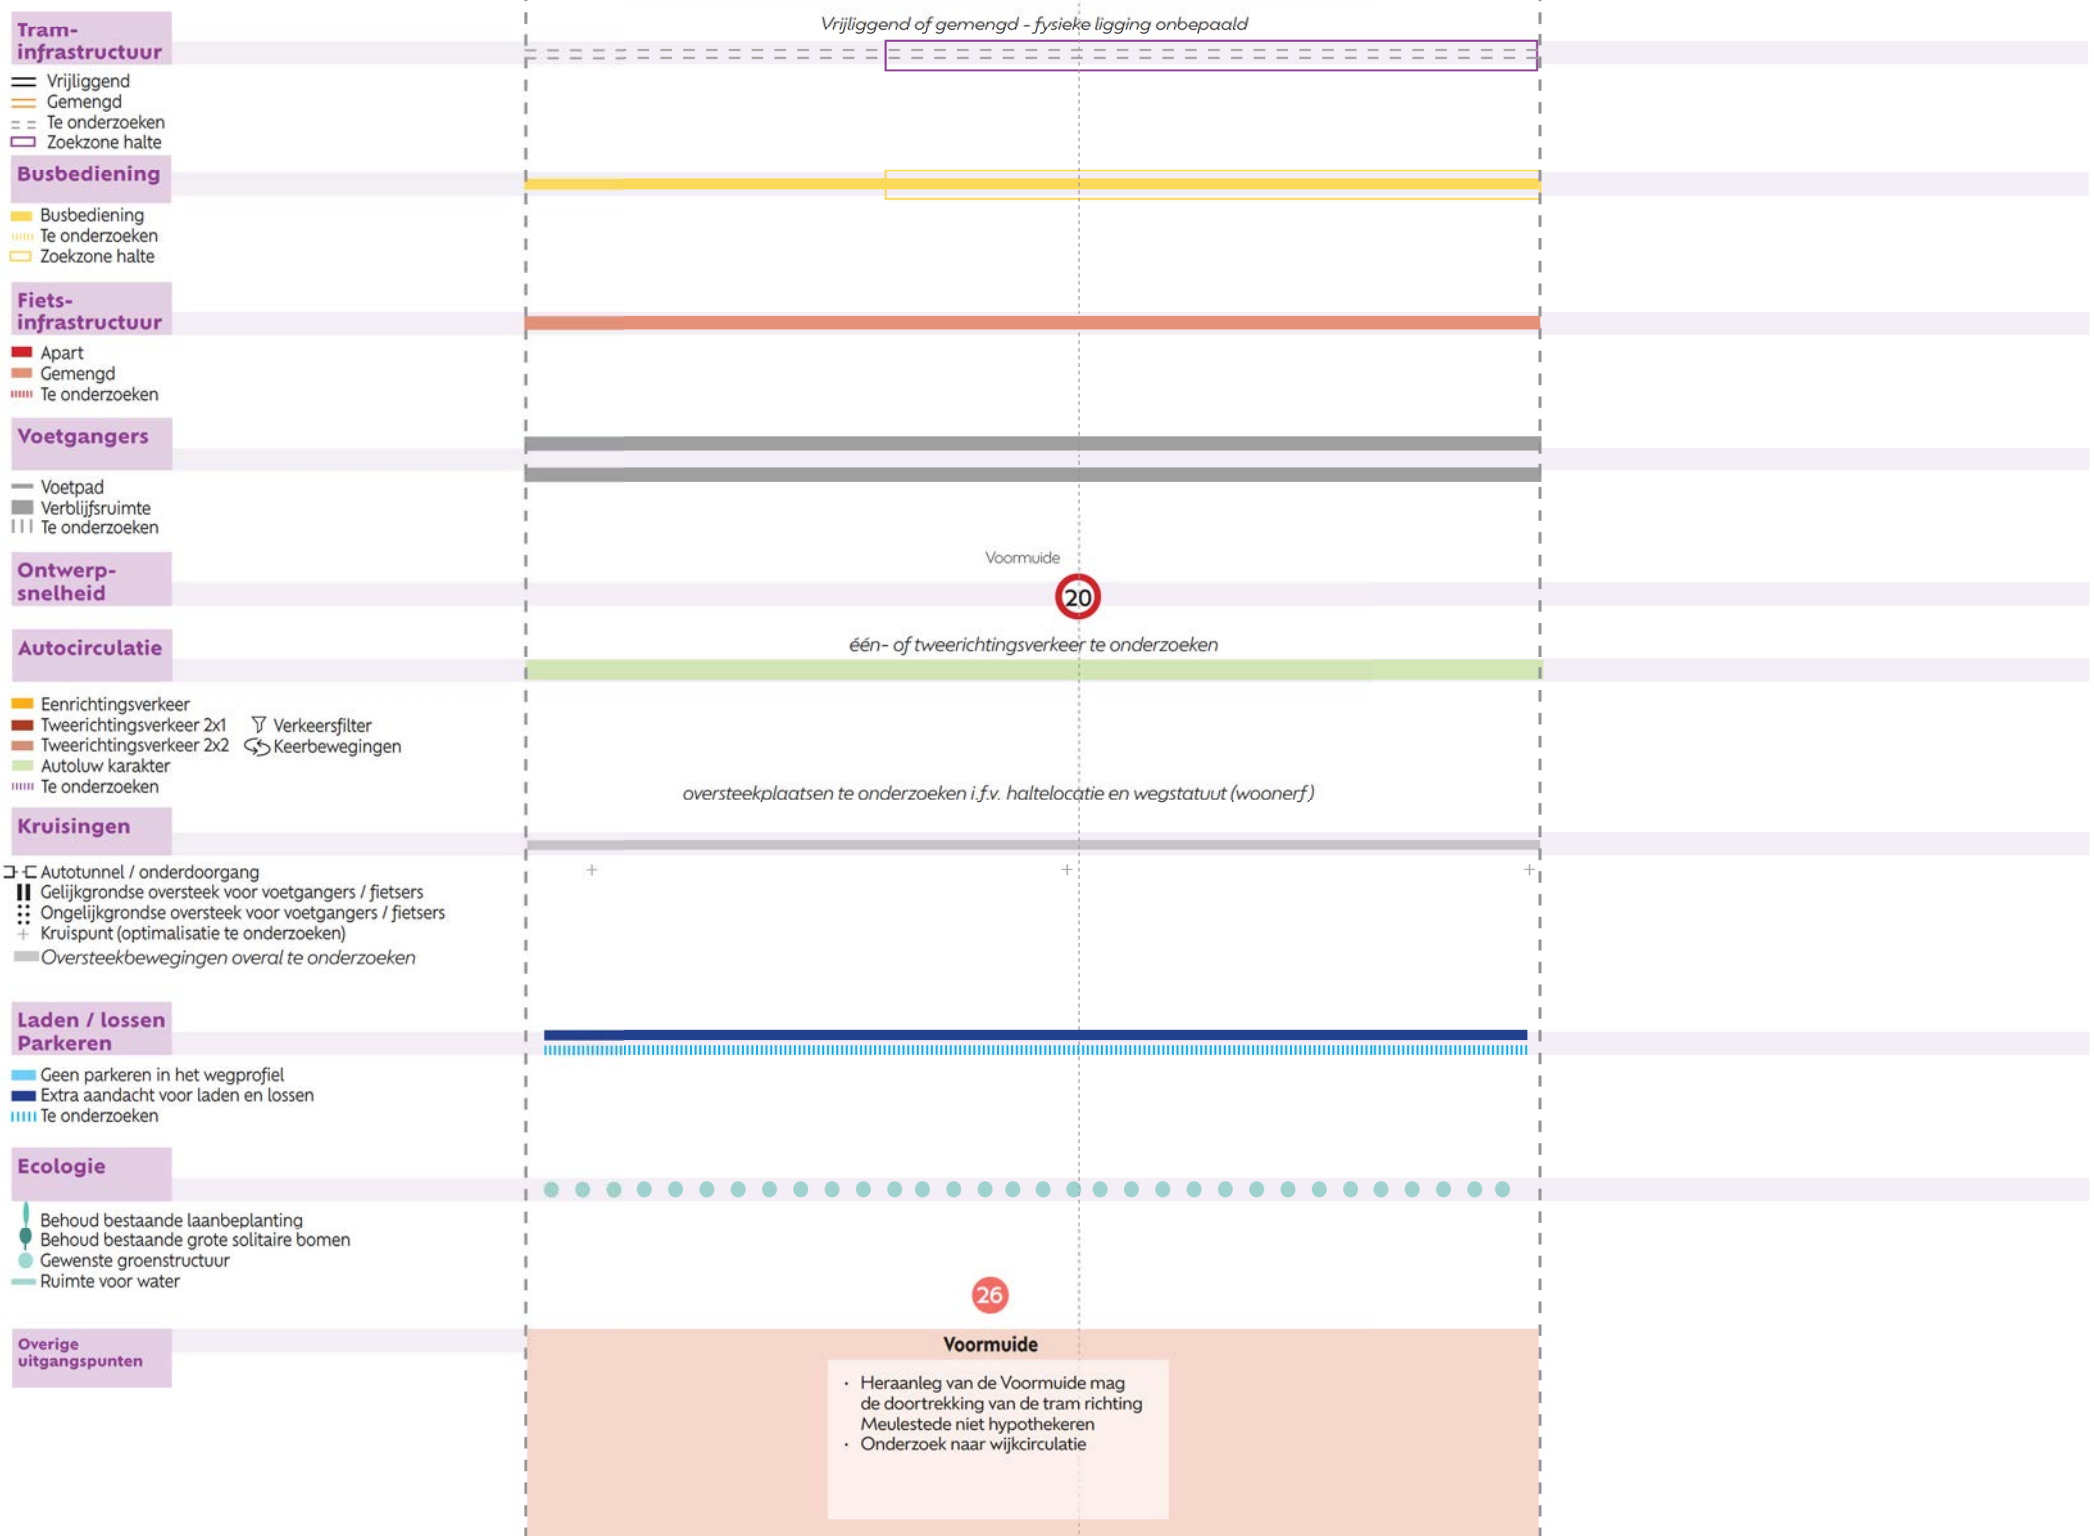 Tram-
infrastructuur
Vrijliggend of gemengd - fysieke ligging onbepaald
Vrijliggend
Gemengd
Te onderzoeken
Zoekzone halte
Busbediening
Busbediening
Te onderzoeken
Zoekzone halte
Fiets-
infrastructuur
Apart
Gemengd
Te onderzoeken
Voetgangers
Voetpad
Verblijfsruimte
Te onderzoeken
Ontwerp-
snelheid
Voormuide
20
Autocirculatie
één- of tweerichtingsverkeer te onderzoeken
Eenrichtingsverkeer
Tweerichtingsverkeer 2x1
Verkeersfilter
Tweerichtingsverkeer 2x2
Keerbewegingen
Autoluw karakter
Te onderzoeken
oversteekplaatsen te onderzoeken i.f.v. haltelocatie en wegstatuut (woonerf)
Kruisingen
Autotunnel / onderdoorgang
Gelijkgrondse oversteek voor voetgangers / fietsers
Ongelijkgrondse oversteek voor voetgangers / fietsers
Kruispunt (optimalisatie te onderzoeken)
Oversteekbewegingen overal te onderzoeken
Laden / lossen
Parkeren
Geen parkeren in het wegprofiel
Extra aandacht voor laden en lossen
Te onderzoeken
Ecologie
Behoud bestaande laanbeplanting
Behoud bestaande grote solitaire bomen
Gewenste groenstructuur
Ruimte voor water
26
Overige
uitgangspunten
Voormuide
· Heraanleg van de Voormuide mag
de doortrekking van de tram richting
Meulestede niet hypothekeren
· Onderzoek naar wijkcirculatie